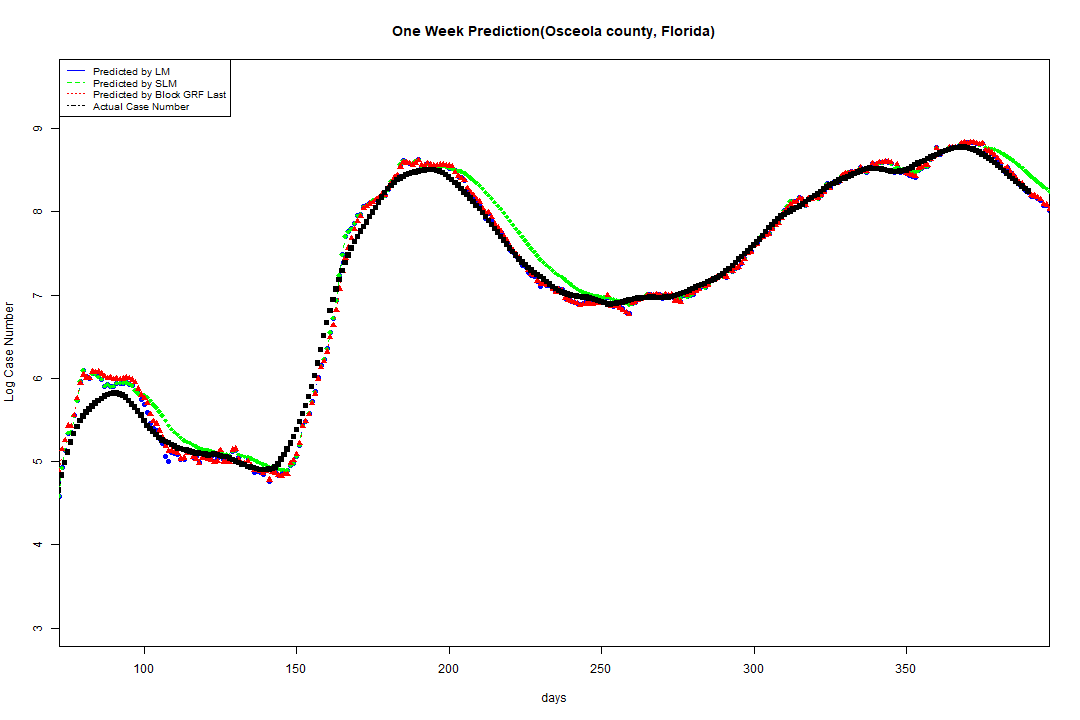 One Week Prediction(Osceola county, Florida)
Predicted by LM
Predicted by SLM
Predicted by Block GRF Last
Actual Case Number
9
8
7
6
5
4
3
Log Case Number
100 150 200 250 300 350
days